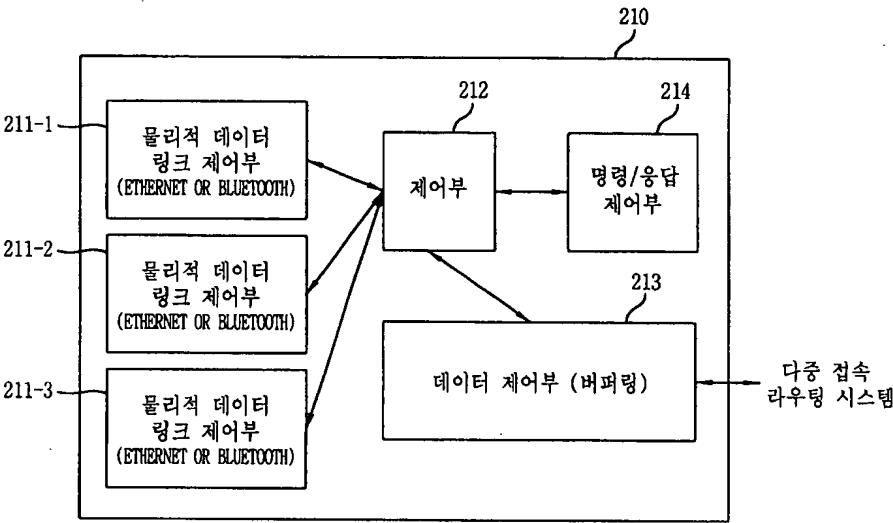 210
211-1
물리적 데이터
링크 제어부
(ETHERNET OR BLUETOOTH)
212
제어부
214
명령/응답
제어부
211-2
물리적 데이터
링크 제어부
(ETHERNET OR BLUETOOTH)
213
데이터 제어부 (버퍼링)
다중 접속
라우팅 시스템
211-3
물리적 데이터
링크 제어부
(ETHERNET OR BLUETOOTH)